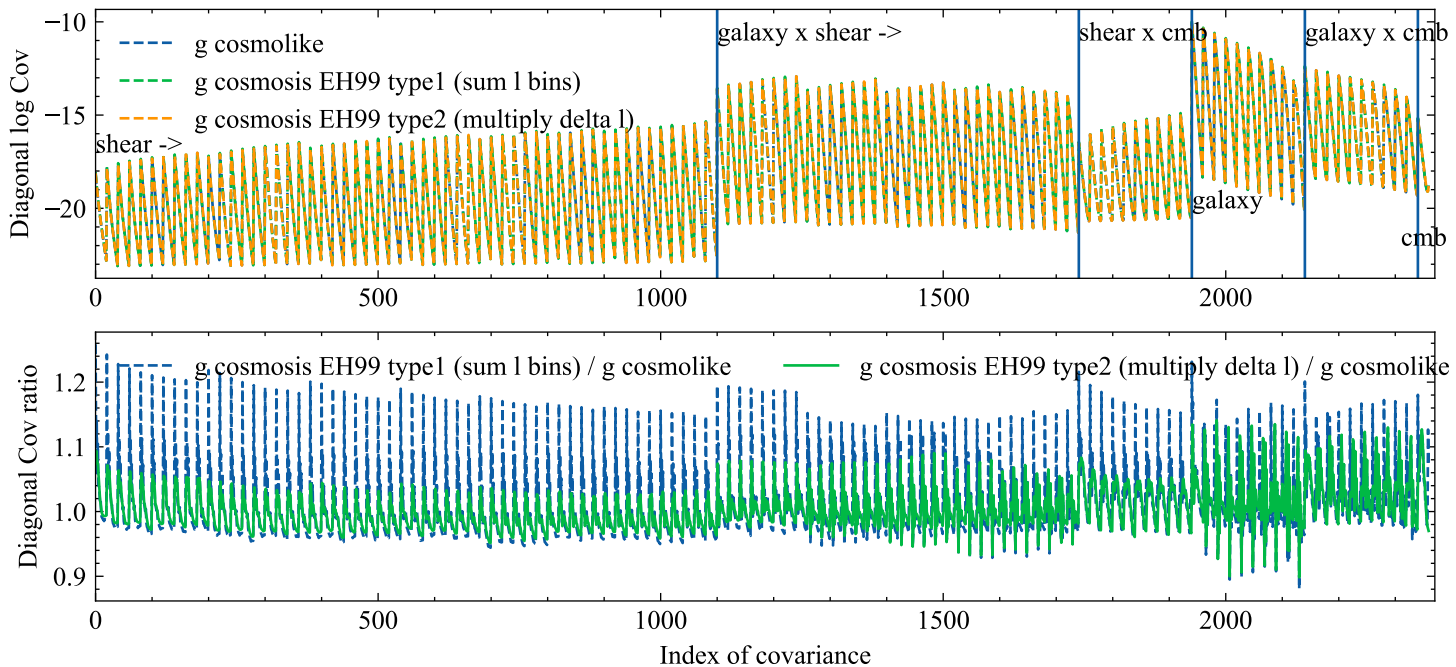 −10
−15
−20
Diagonal log Cov
g cosmolike
g cosmosis EH99 type1 (sum l bins)
g cosmosis EH99 type2 (multiply delta l)
shear ->
galaxy x shear ->
shear x cmb
galaxy x cmb
galaxy
cmb
0 500 1000 1500 2000
g cosmosis EH99 type1 (sum l bins) / g cosmolike
g cosmosis EH99 type2 (multiply delta l) / g cosmolike
1.2
1.1
1.0
0.9
Diagonal Cov ratio
0 500 1000 1500 2000
Index of covariance